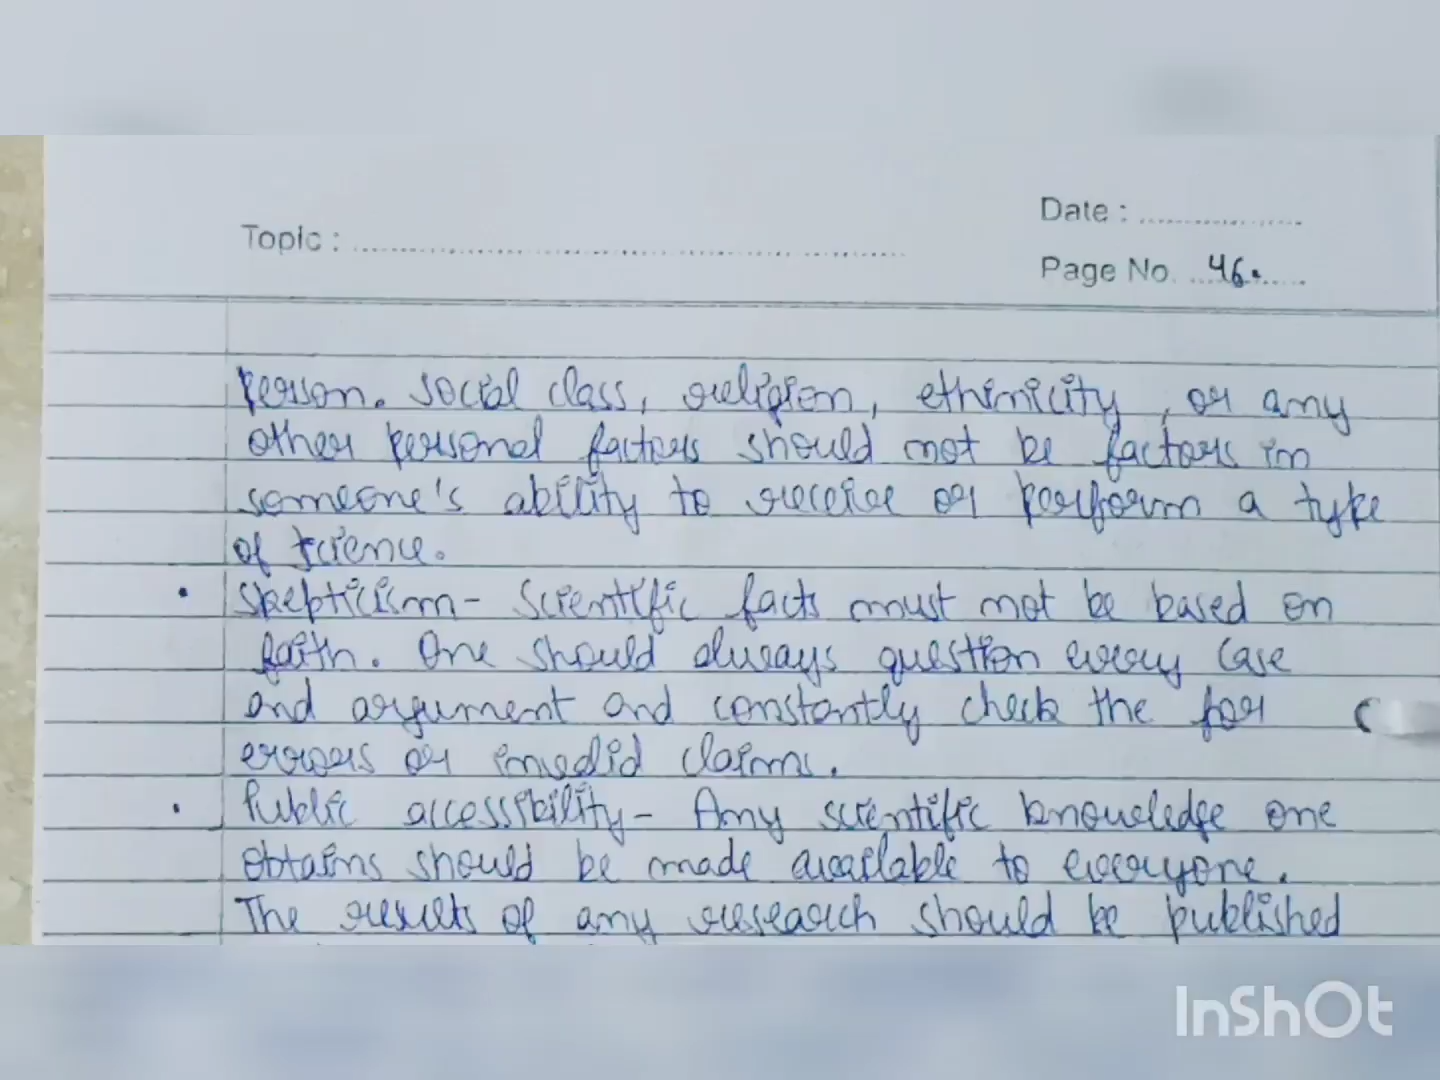 Topic :
Date :
Page No. 46.
person. Social class, religion, ethinicity, or any
other personal factors should not be factors in
someone's ability to receive or perform a type
of science.
• Skepticism - Scientific facts must not be based on
faith. One should always question every case
and argument and constantly check the for
errors or invalid claims.
• Public accessibility - Any scientific knowledge one
obtains should be made available to everyone.
The results of any research should be published
InShOt